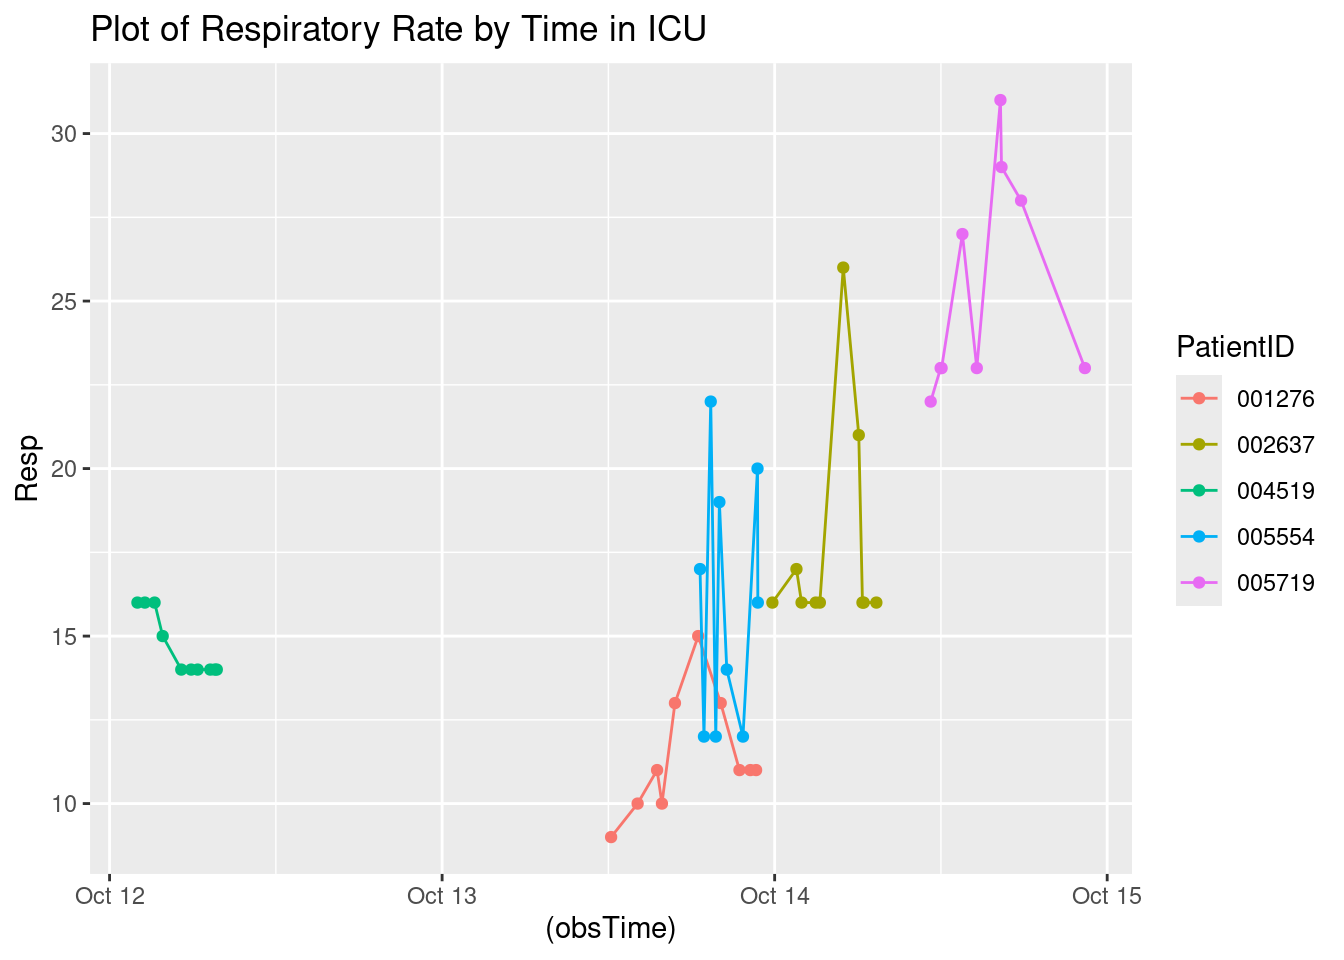 Plot of Respiratory Rate by Time in ICU
30
25
20
15
10
Resp
Oct 12
Oct 13
Oct 14
Oct 15
(obsTime)
PatientID
001276
002637
004519
005554
005719